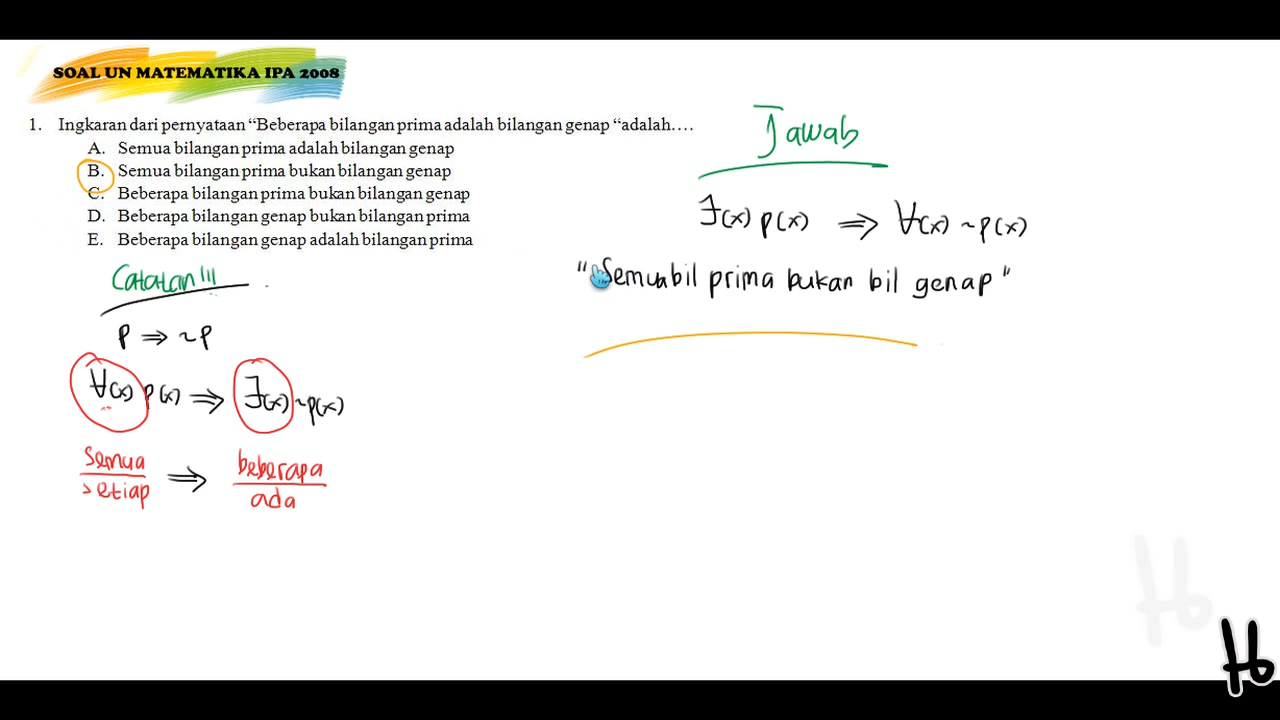 SOAL UN MATEMATIKA IPA 2008
1. Ingkaran dari pernyataan “Beberapa bilangan prima adalah bilangan genap “adalah….
A. Semua bilangan prima adalah bilangan genap
B. Semua bilangan prima bukan bilangan genap
C. Beberapa bilangan prima bukan bilangan genap
D. Beberapa bilangan genap bukan bilangan prima
E. Beberapa bilangan genap adalah bilangan prima
Catatan!!!
p ⇒ ~p
∀(x) p(x) ⇒ ∃(x) ~p(x)
semua ⇒ beberapa
setiap ada
Jawab
∃(x) p(x) ⇒ ∀(x) ~p(x)
"Semua bil prima bukan bil genap"
Hb
Hb